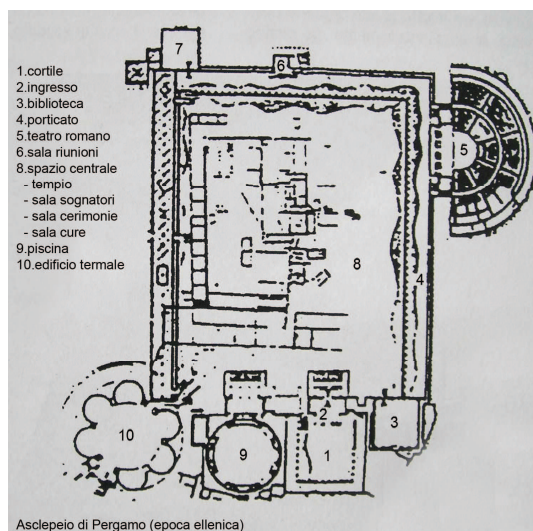 1.cortile
2.ingresso
3.biblioteca
4.porticato
5.teatro romano
6.sala riunioni
8.spazio centrale
- tempio
- sala sognatori
- sala cerimonie
- sala cure
9.piscina
10.edificio termale
7
6
5
4
8
10
9
2
1
3
Asclepeio di Pergamo (epoca ellenica)